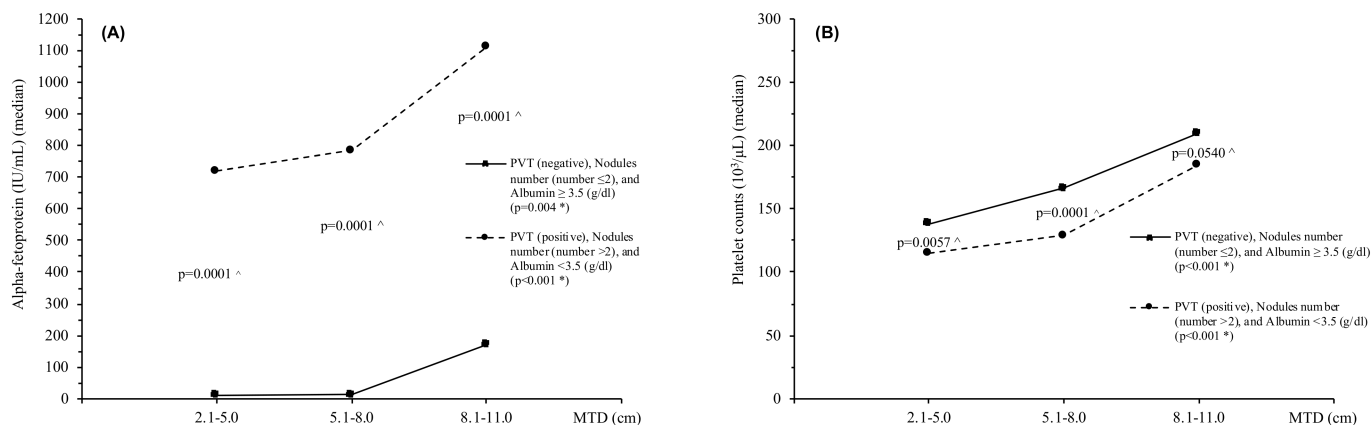 (A)
Alpha-fetoprotein (IU/mL) (median)
1200
1100
1000
900
800
700
600
500
400
300
200
100
0
p=0.0001 ^
p=0.0001 ^
p=0.0001 ^
PVT (negative), Nodules
number (number ≤2), and
Albumin ≥ 3.5 (g/dl)
(p=0.004 *)
PVT (positive), Nodules
number (number >2), and
Albumin <3.5 (g/dl)
(p<0.001 *)
2.1-5.0
5.1-8.0
8.1-11.0
MTD (cm)
(B)
Platelet counts (10³/µL) (median)
300
250
200
150
100
50
0
p=0.0057 ^
p=0.0001 ^
p=0.0540 ^
PVT (negative), Nodules number
(number ≤2), and Albumin ≥ 3.5 (g/dl)
(p<0.001 *)
PVT (positive), Nodules number
(number >2), and Albumin <3.5 (g/dl)
(p<0.001 *)
2.1-5.0
5.1-8.0
8.1-11.0
MTD (cm)